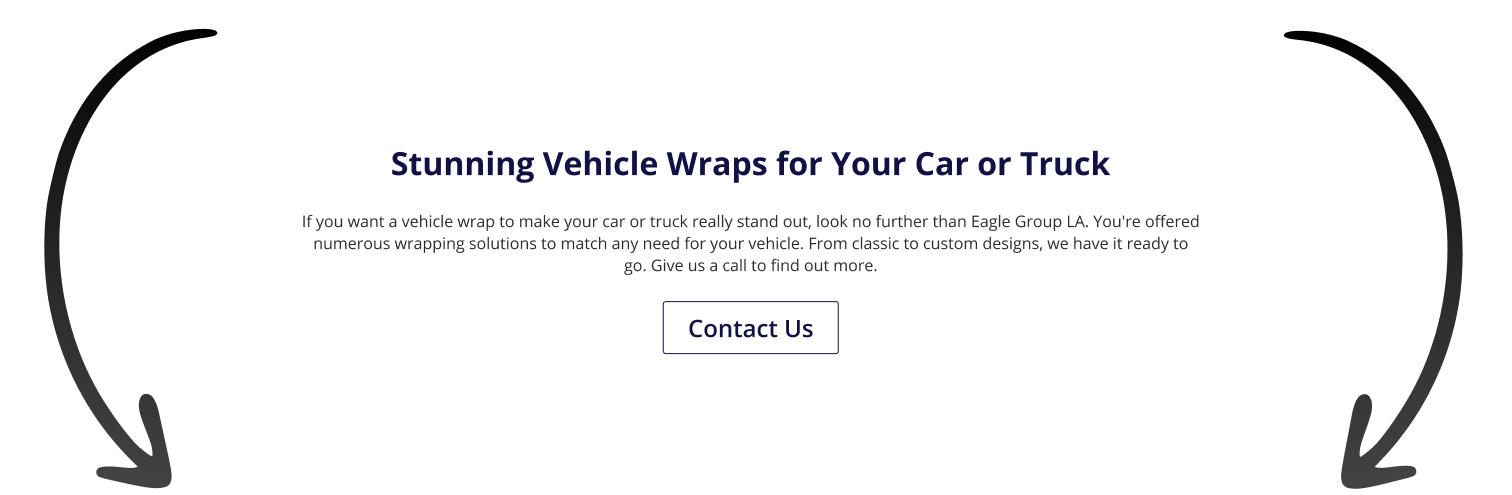 Stunning Vehicle Wraps for Your Car or Truck
If you want a vehicle wrap to make your car or truck really stand out, look no further than Eagle Group LA. You're offered
numerous wrapping solutions to match any need for your vehicle. From classic to custom designs, we have it ready to
go. Give us a call to find out more.
Contact Us